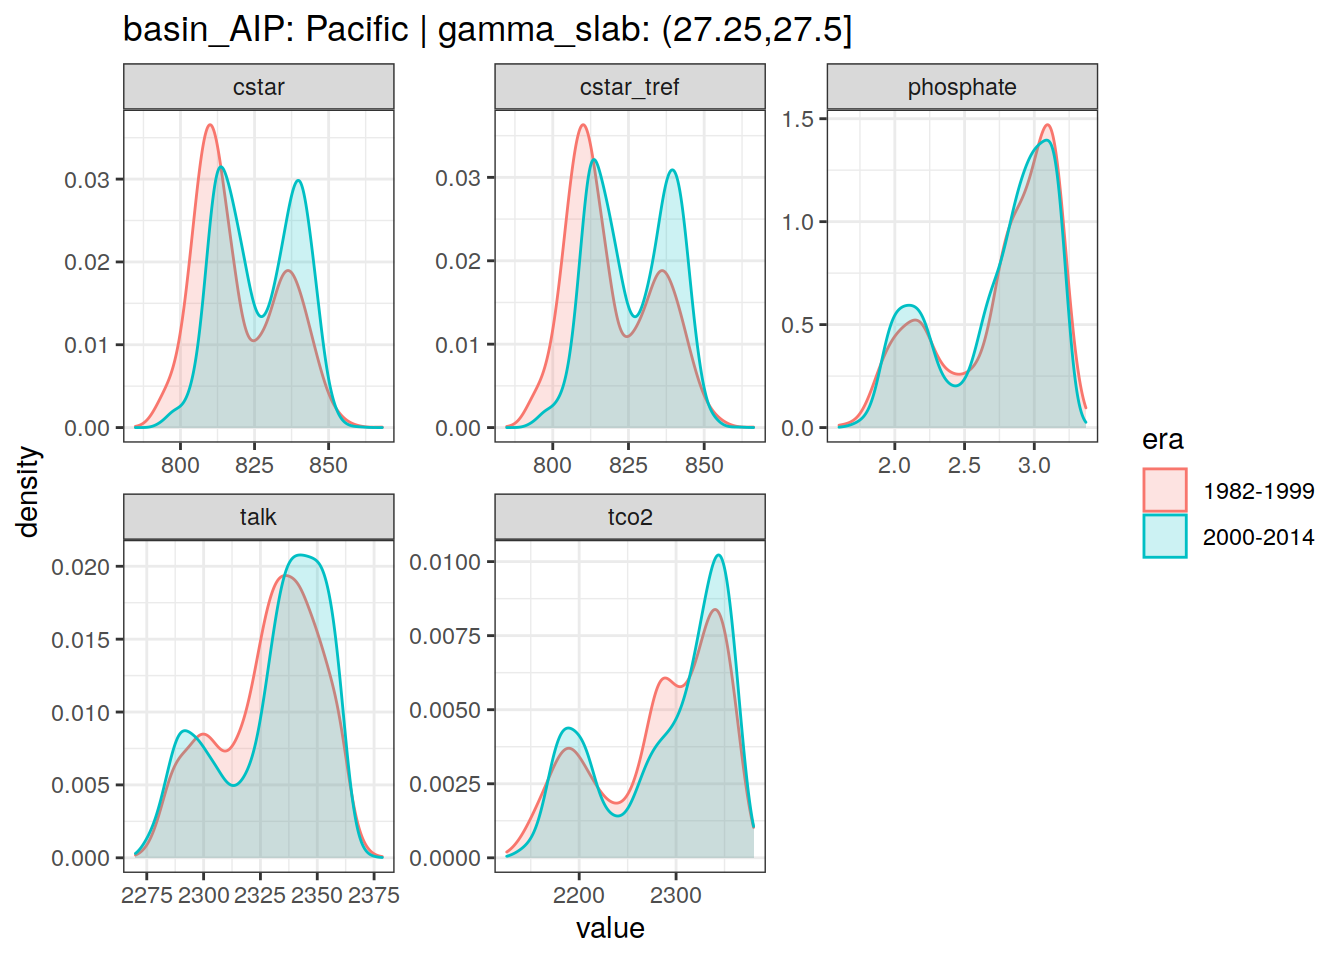 basin_AIP: Pacific | gamma_slab: (27.25,27.5]
cstar
cstar_tref
phosphate
0.03
0.02
0.01
0.00
800 825 850
0.03
0.02
0.01
0.00
800 825 850
1.5
1.0
0.5
0.0
2.0 2.5 3.0
density
talk
tco2
0.020
0.015
0.010
0.005
0.000
2275 2300 2325 2350 2375
0.0100
0.0075
0.0050
0.0025
0.0000
2200 2300
value
era
1982-1999
2000-2014